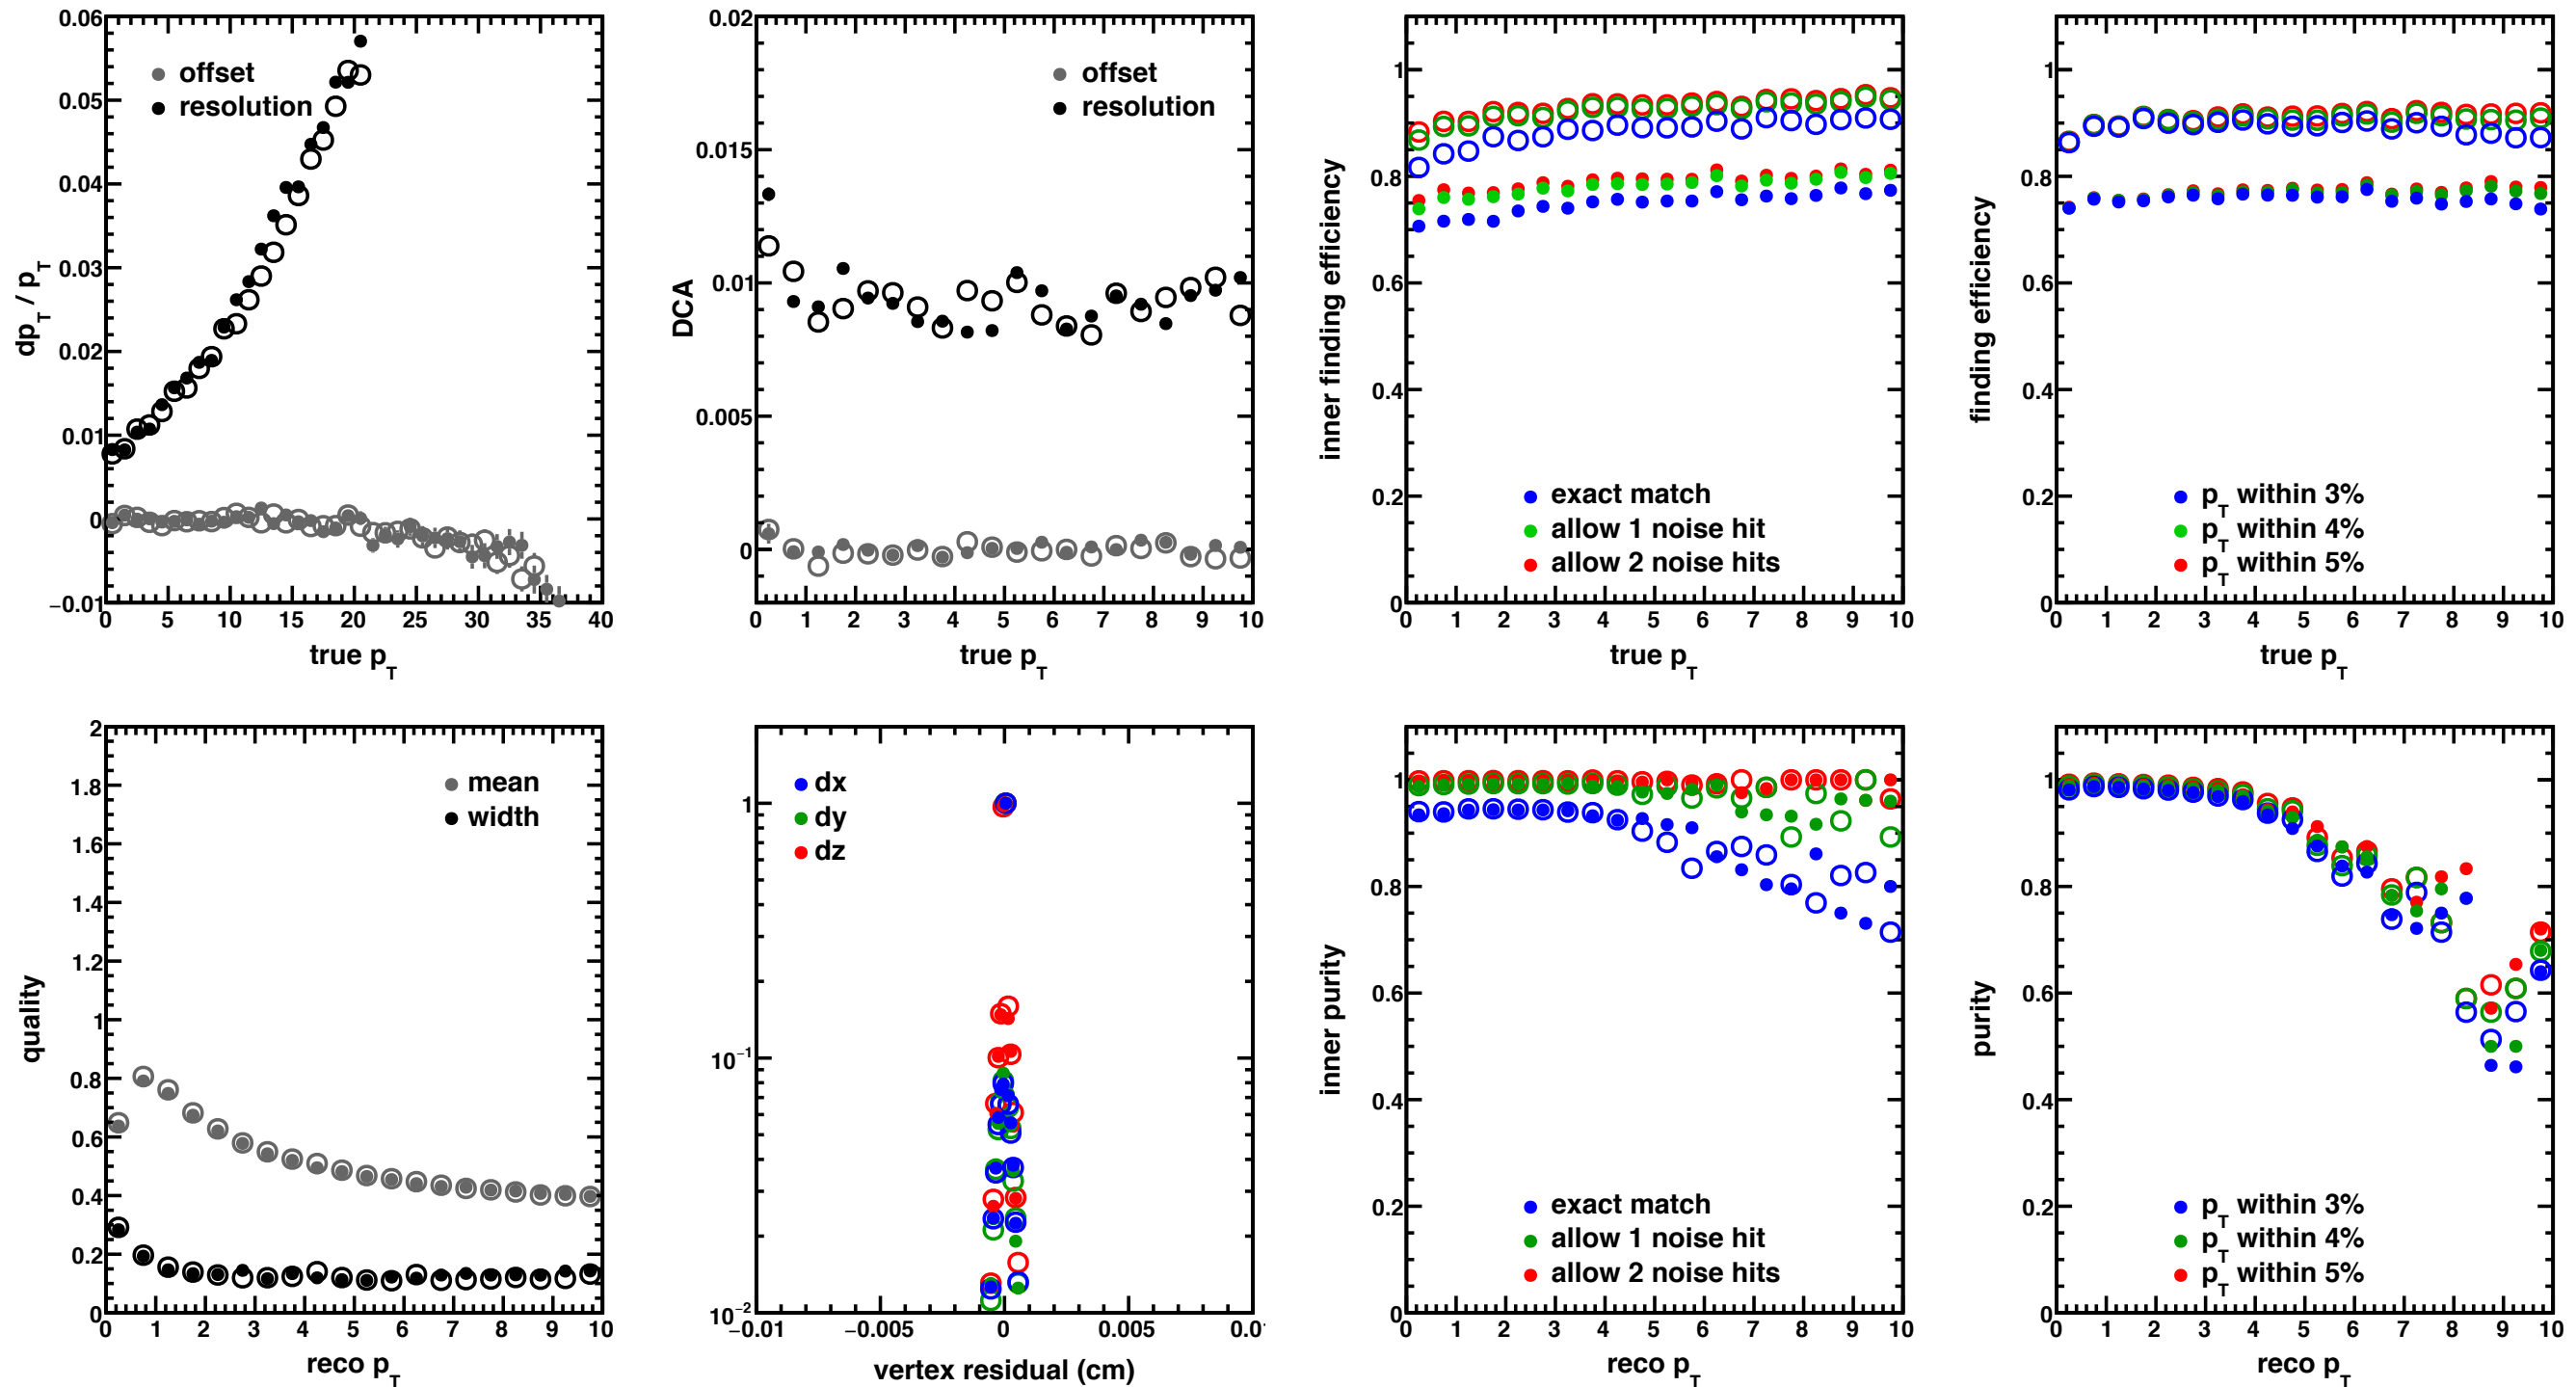 0.06
0.05
0.04
0.03
0.02
0.01
0
−0.01
dp_T / p_T
offset
resolution
0 5 10 15 20 25 30 35 40
true p_T
0.02
0.015
0.01
0.005
0
DCA
offset
resolution
0 1 2 3 4 5 6 7 8 9 10
true p_T
1
0.8
0.6
0.4
0.2
0
inner finding efficiency
exact match
allow 1 noise hit
allow 2 noise hits
0 1 2 3 4 5 6 7 8 9 10
true p_T
1
0.8
0.6
0.4
0.2
0
finding efficiency
p_T within 3%
p_T within 4%
p_T within 5%
0 1 2 3 4 5 6 7 8 9 10
true p_T
2
1.8
1.6
1.4
1.2
1
0.8
0.6
0.4
0.2
0
quality
mean
width
0 1 2 3 4 5 6 7 8 9 10
reco p_T
1
10^−1
10^−2
dx
dy
dz
−0.01 −0.005 0 0.005
vertex residual (cm)
1
0.8
0.6
0.4
0.2
0
inner purity
exact match
allow 1 noise hit
allow 2 noise hits
0 1 2 3 4 5 6 7 8 9 10
reco p_T
1
0.8
0.6
0.4
0.2
0
purity
p_T within 3%
p_T within 4%
p_T within 5%
0 1 2 3 4 5 6 7 8 9 10
reco p_T